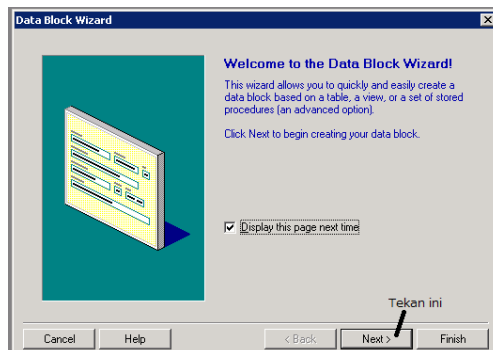 Data Block Wizard
Welcome to the Data Block Wizard!
This wizard allows you to quickly and easily create a
data block based on a table, a view, or a set of stored
procedures (an advanced option).
Click Next to begin creating your data block.
Display this page next time
Tekan ini
Cancel Help < Back Next > Finish